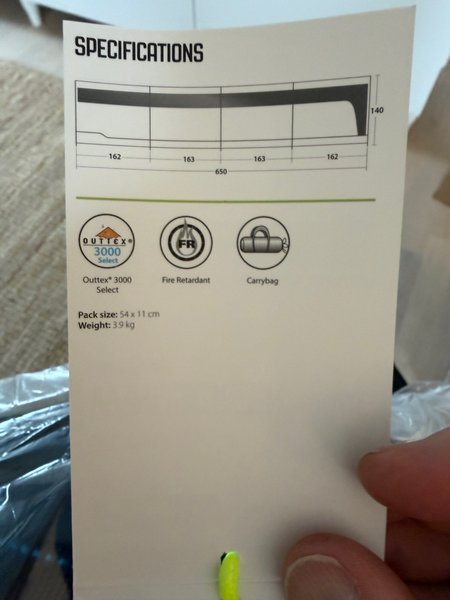 SPECIFICATIONS
140
162 163 163 162
650
OUTTEX®
3000
Select
FR
Outtex® 3000
Select
Fire Retardant
Carrybag
Pack size: 54 x 11 cm
Weight: 3.9 kg